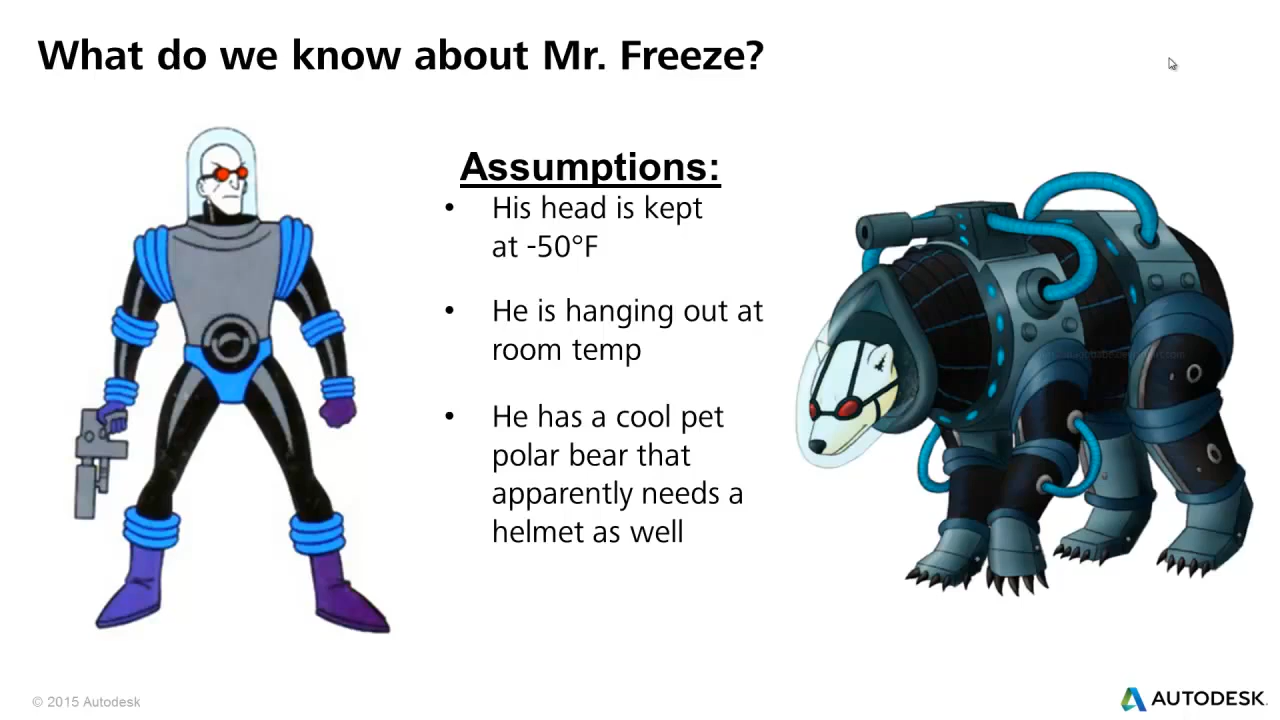 What do we know about Mr. Freeze?
Assumptions:
• His head is kept
at -50°F
• He is hanging out at
room temp
• He has a cool pet
polar bear that
apparently needs a
helmet as well
© 2015 Autodesk
AUTODESK.